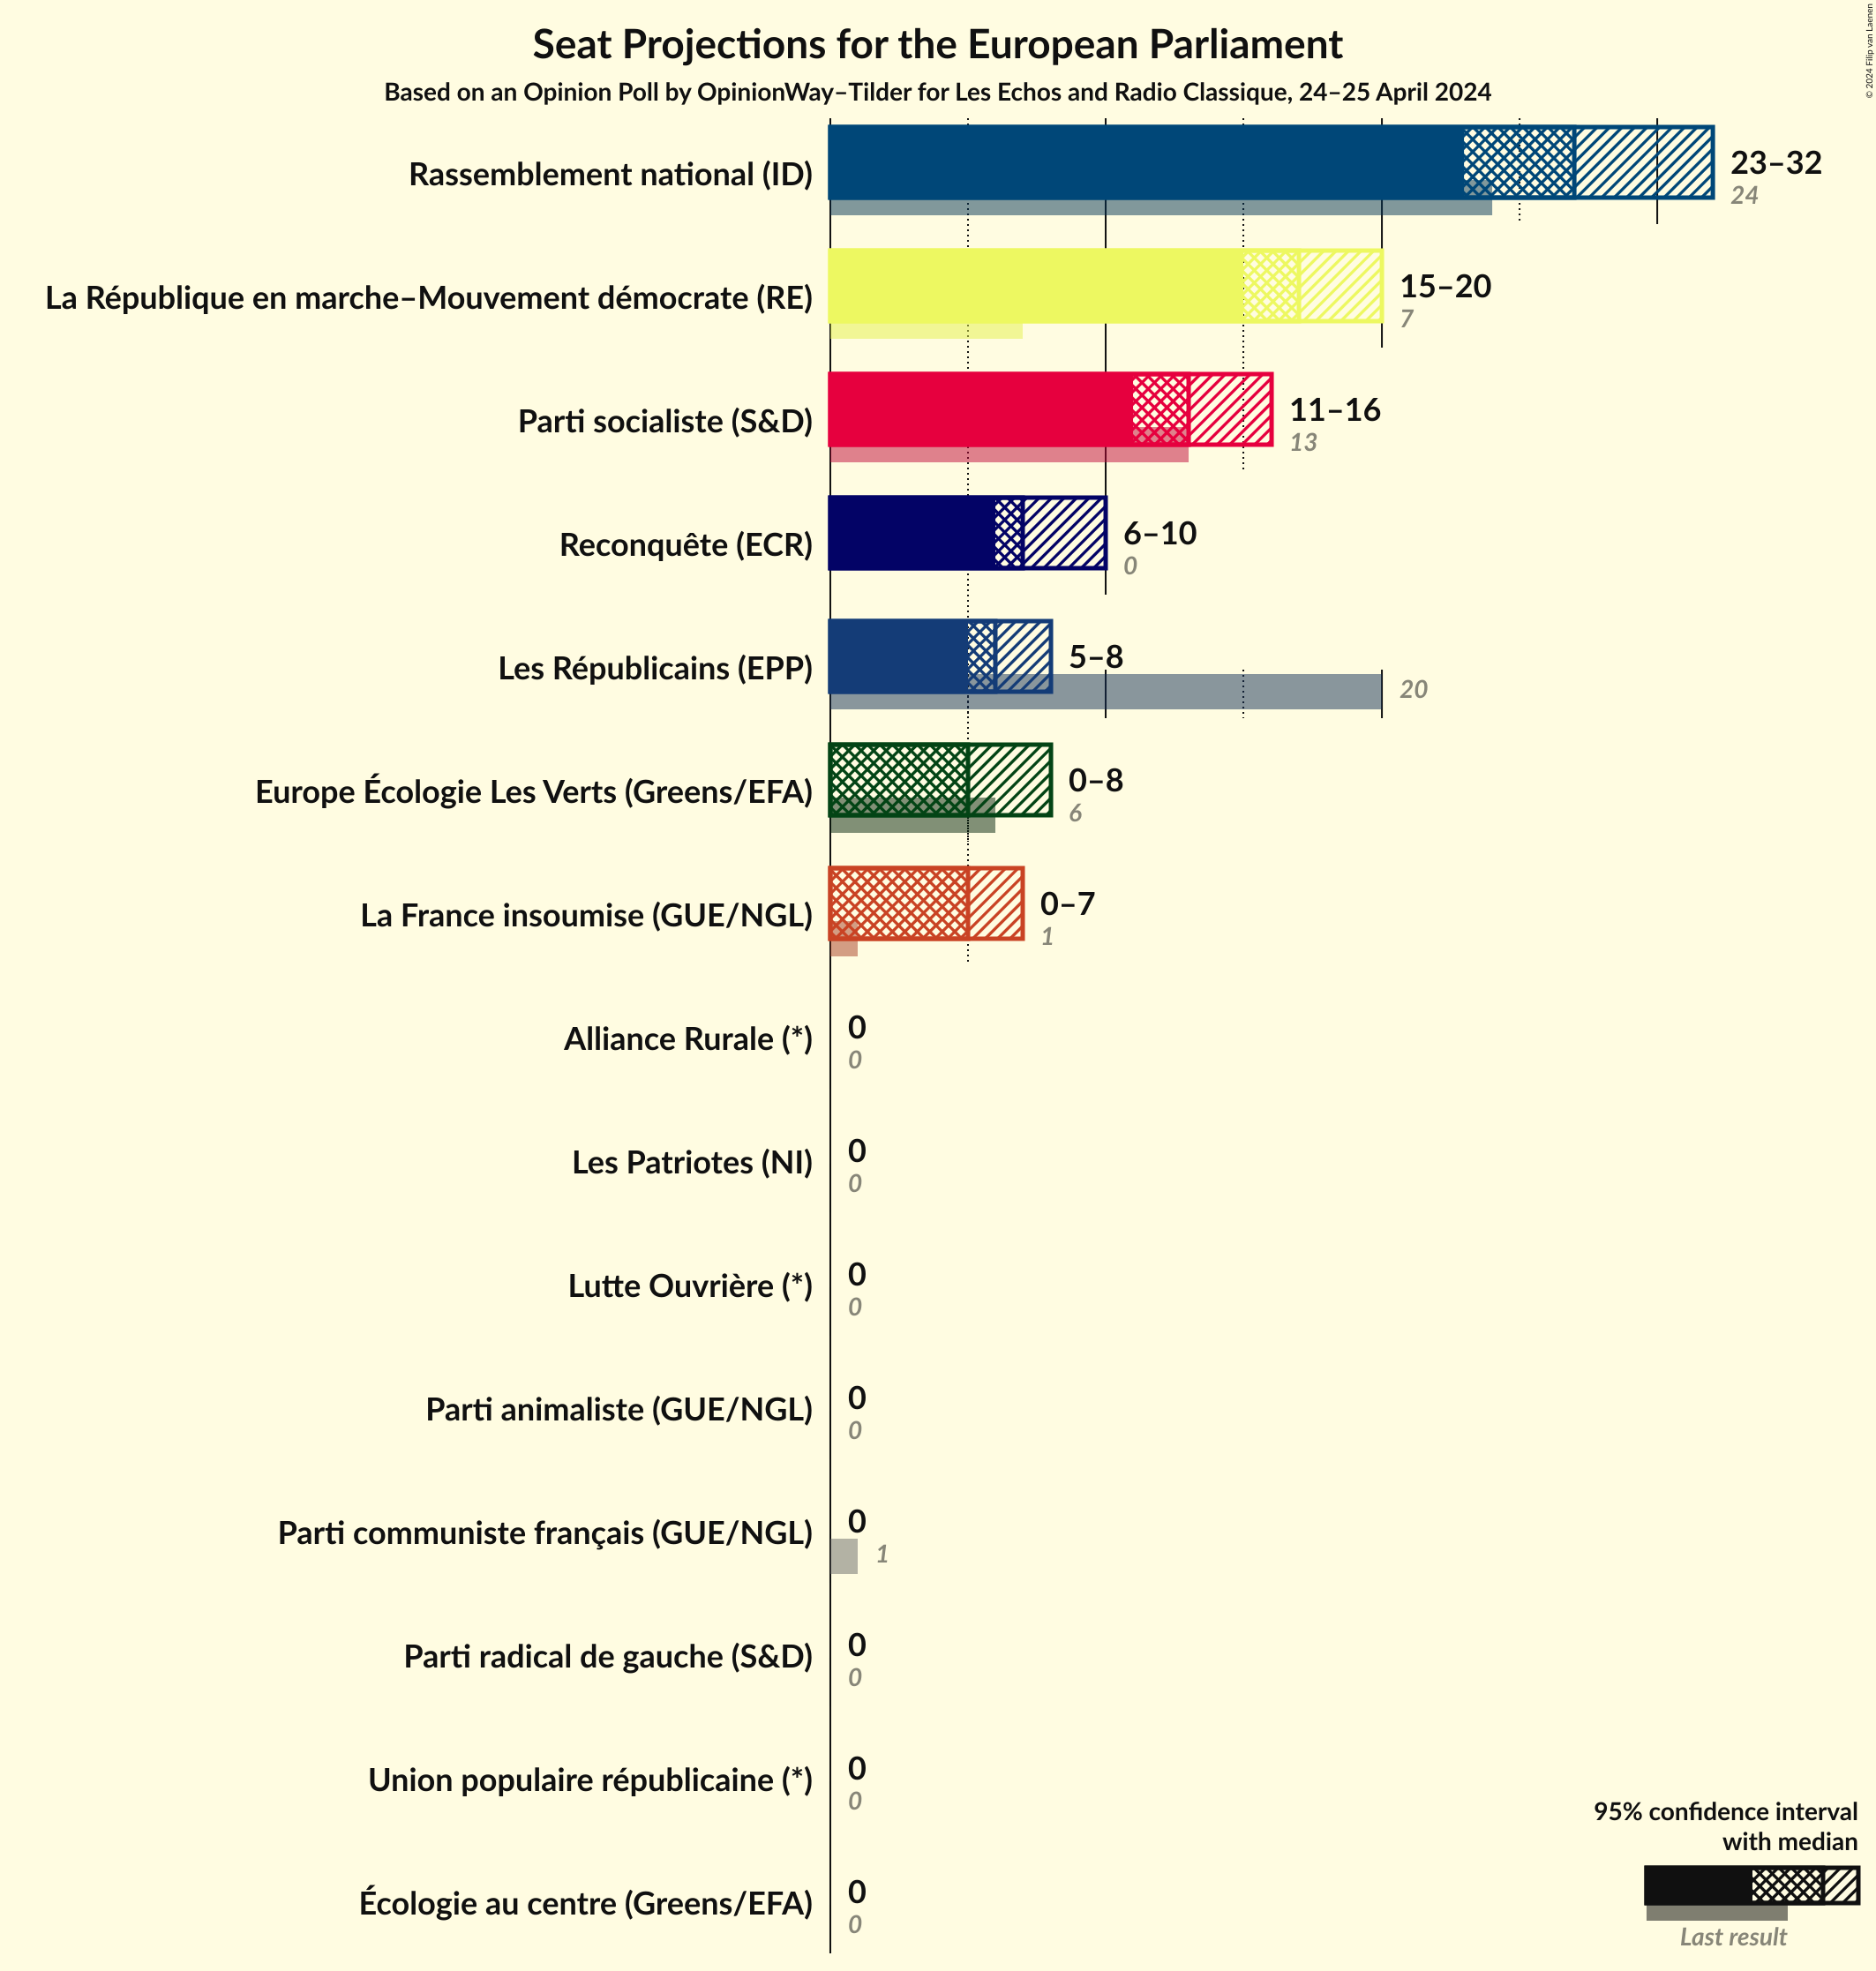 Seat Projections for the European Parliament
Based on an Opinion Poll by OpinionWay–Tilder for Les Echos and Radio Classique, 24–25 April 2024
© 2024 Filip van Laenen
Rassemblement national (ID)
23–32
24
La République en marche–Mouvement démocrate (RE)
15–20
7
Parti socialiste (S&D)
11–16
13
Reconquête (ECR)
6–10
0
Les Républicains (EPP)
5–8
20
Europe Écologie Les Verts (Greens/EFA)
0–8
6
La France insoumise (GUE/NGL)
0–7
1
Alliance Rurale (*)
0
0
Les Patriotes (NI)
0
0
Lutte Ouvrière (*)
0
0
Parti animaliste (GUE/NGL)
0
0
Parti communiste français (GUE/NGL)
0
1
Parti radical de gauche (S&D)
0
0
Union populaire républicaine (*)
0
0
Écologie au centre (Greens/EFA)
0
0
95% confidence interval
with median
Last result